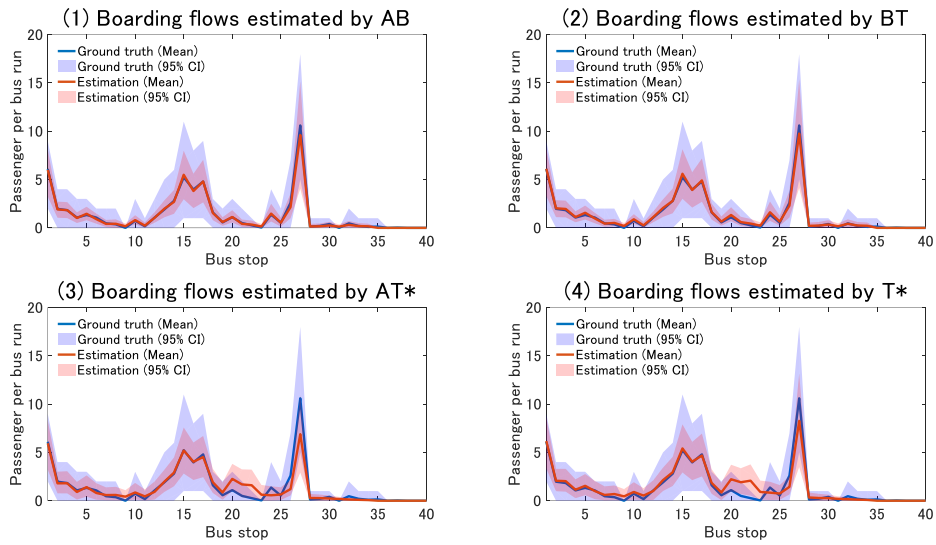 (1) Boarding flows estimated by AB
20
15
10
5
0
Passenger per bus run
Ground truth (Mean)
Ground truth (95% CI)
Estimation (Mean)
Estimation (95% CI)
5 10 15 20 25 30 35 40
Bus stop
(2) Boarding flows estimated by BT
20
15
10
5
0
Passenger per bus run
Ground truth (Mean)
Ground truth (95% CI)
Estimation (Mean)
Estimation (95% CI)
5 10 15 20 25 30 35 40
Bus stop
(3) Boarding flows estimated by AT*
20
15
10
5
0
Passenger per bus run
Ground truth (Mean)
Ground truth (95% CI)
Estimation (Mean)
Estimation (95% CI)
5 10 15 20 25 30 35 40
Bus stop
(4) Boarding flows estimated by T*
20
15
10
5
0
Passenger per bus run
Ground truth (Mean)
Ground truth (95% CI)
Estimation (Mean)
Estimation (95% CI)
5 10 15 20 25 30 35 40
Bus stop